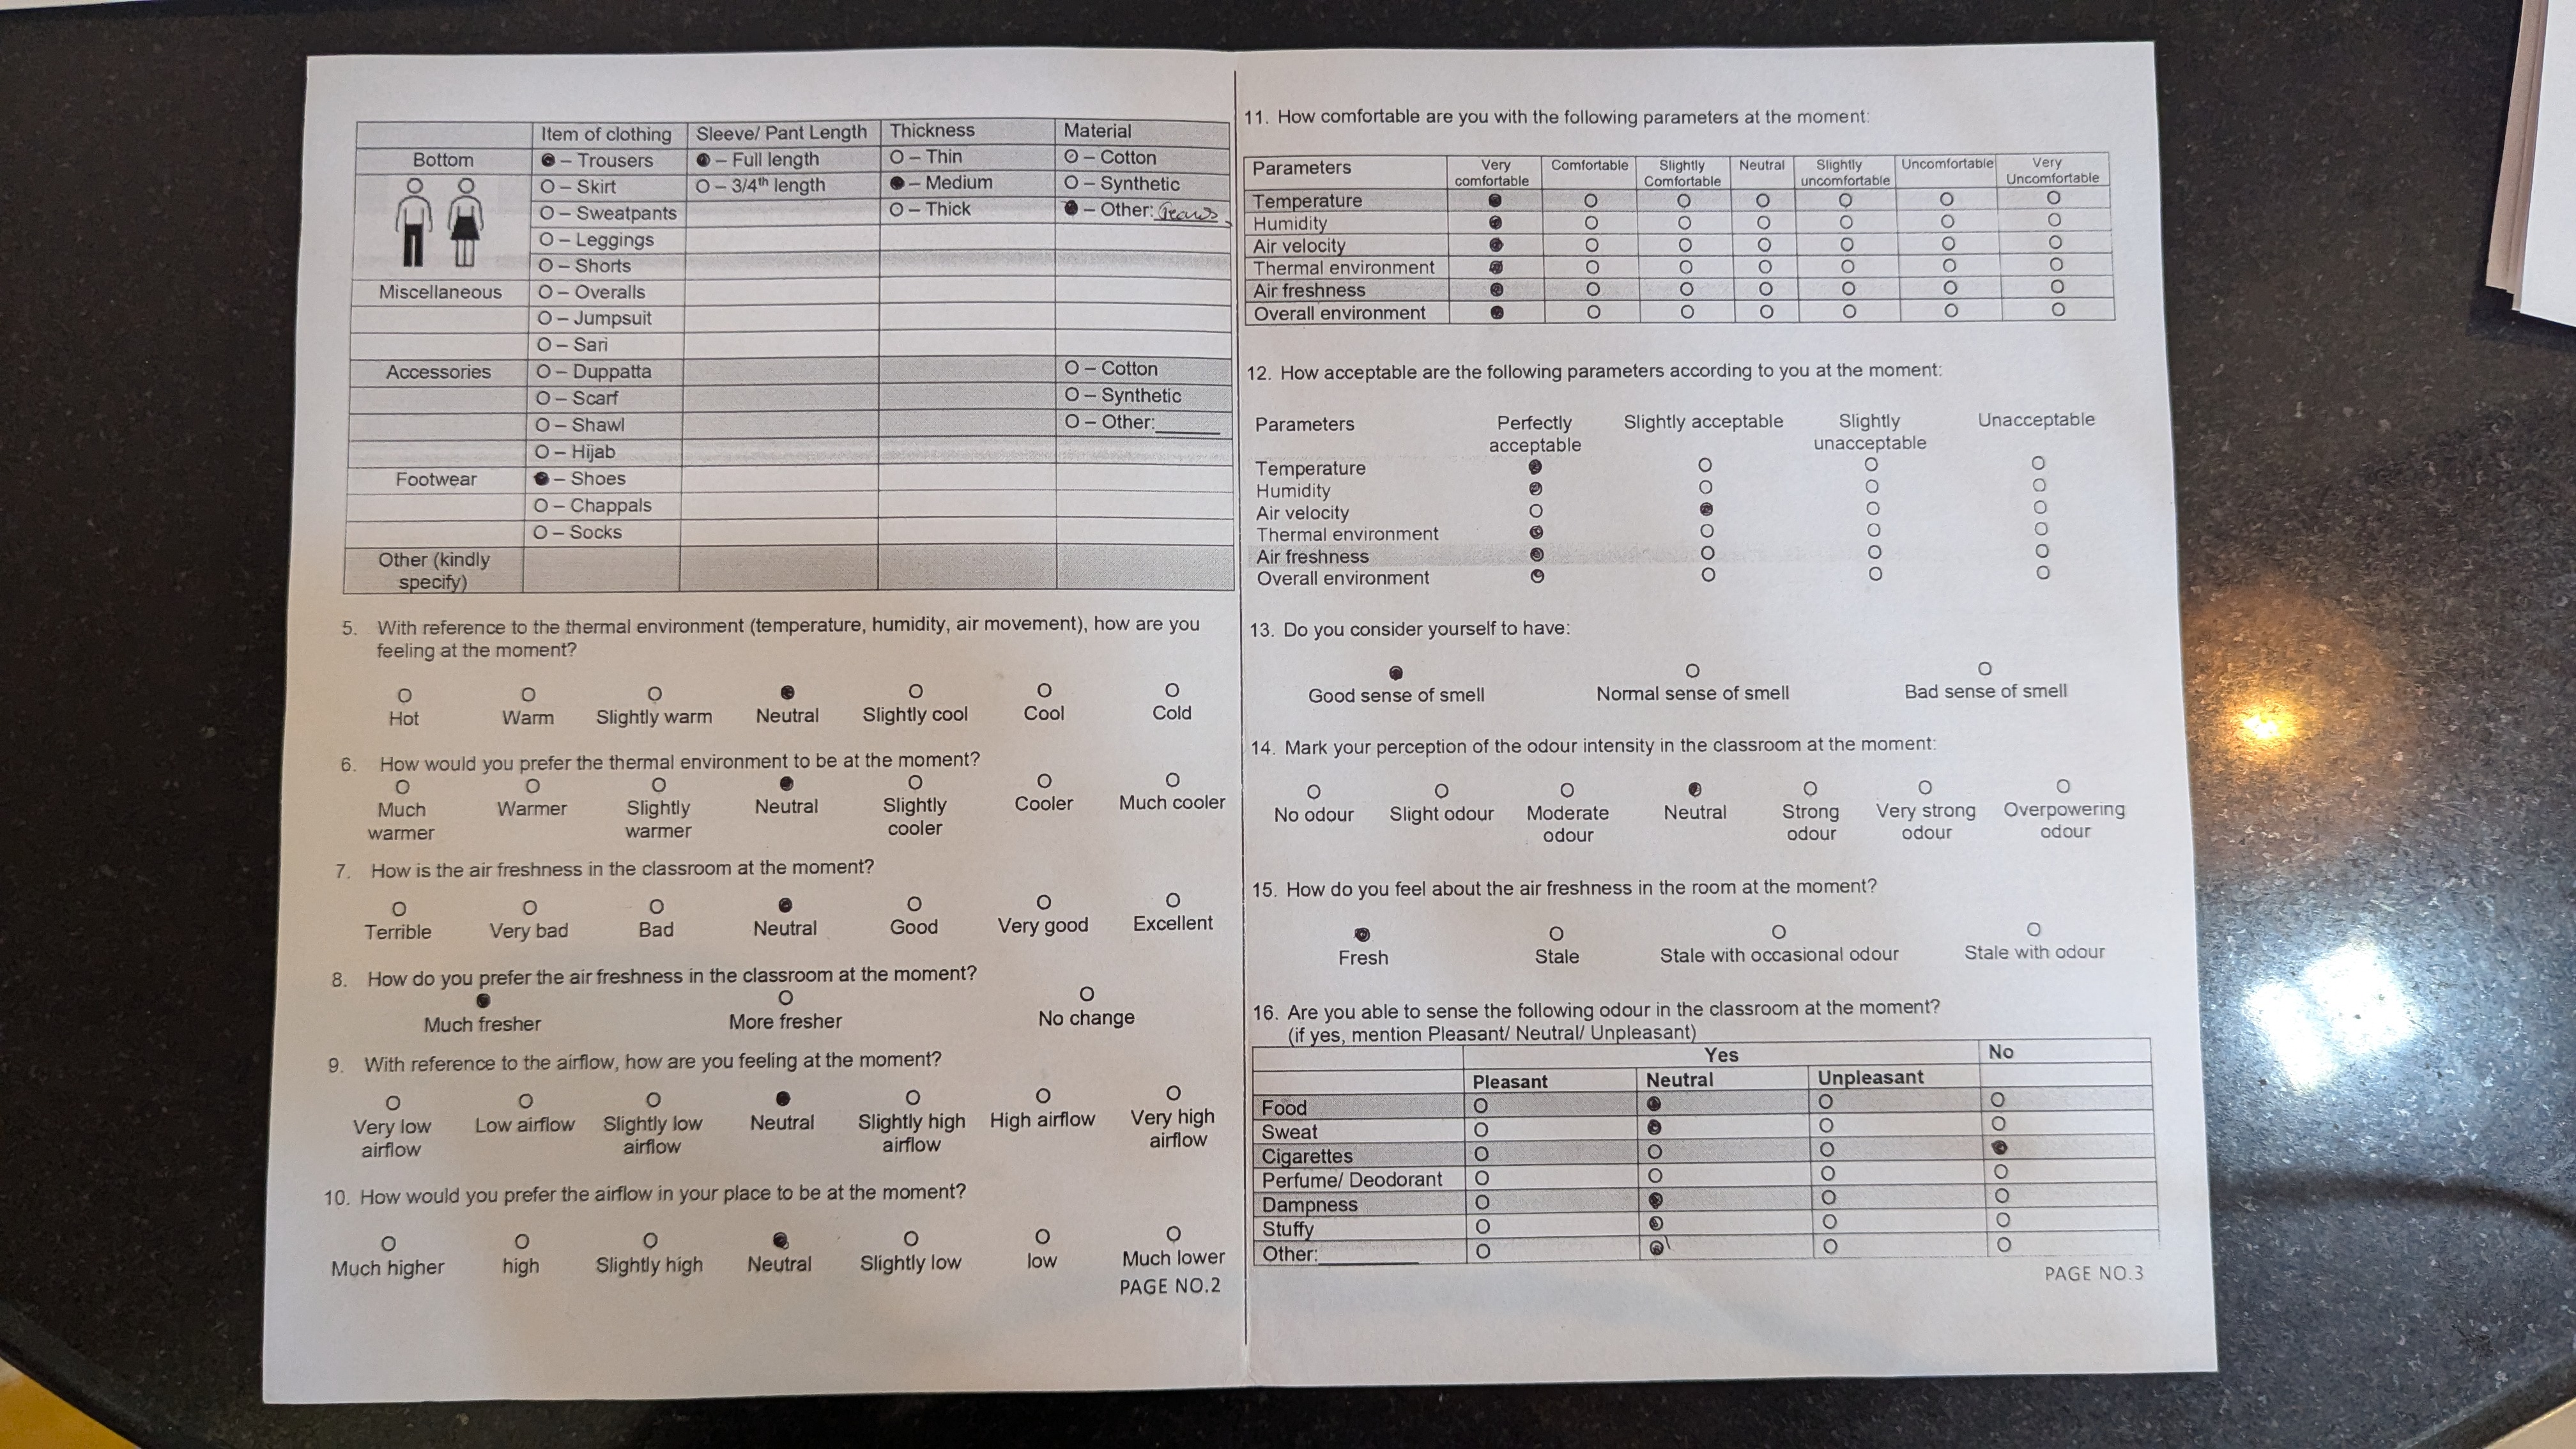 Item of clothing Sleeve/ Pant Length Thickness Material
Bottom – Trousers – Full length – Thin – Cotton
– Skirt – 3/4th length – Medium – Synthetic
– Sweatpants – Thick – Other:
– Leggings
– Shorts
Miscellaneous – Overalls
– Jumpsuit
– Sari
Accessories – Duppatta – Cotton
– Scarf – Synthetic
– Shawl – Other:______
– Hijab
Footwear – Shoes
– Chappals
– Socks
Other (kindly
specify)
5. With reference to the thermal environment (temperature, humidity, air movement), how are you
feeling at the moment?
Hot Warm Slightly warm Neutral Slightly cool Cool Cold
6. How would you prefer the thermal environment to be at the moment?
Much Warmer Slightly Neutral Slightly Cooler Much cooler
warmer warmer cooler
7. How is the air freshness in the classroom at the moment?
Terrible Very bad Bad Neutral Good Very good Excellent
8. How do you prefer the air freshness in the classroom at the moment?
Much fresher More fresher No change
9. With reference to the airflow, how are you feeling at the moment?
Very low Low airflow Slightly low Neutral Slightly high High airflow Very high
airflow airflow airflow airflow
10. How would you prefer the airflow in your place to be at the moment?
Much higher high Slightly high Neutral Slightly low low Much lower
PAGE NO.2
11. How comfortable are you with the following parameters at the moment:
Parameters Very Comfortable Slightly Neutral Slightly Uncomfortable Very
comfortable Comfortable uncomfortable Uncomfortable
Temperature
Humidity
Air velocity
Thermal environment
Air freshness
Overall environment
12. How acceptable are the following parameters according to you at the moment:
Parameters Perfectly Slightly acceptable Slightly Unacceptable
acceptable unacceptable
Temperature
Humidity
Air velocity
Thermal environment
Air freshness
Overall environment
13. Do you consider yourself to have:
Good sense of smell Normal sense of smell Bad sense of smell
14. Mark your perception of the odour intensity in the classroom at the moment:
No odour Slight odour Moderate Neutral Strong Very strong Overpowering
odour odour odour odour
15. How do you feel about the air freshness in the room at the moment?
Fresh Stale Stale with occasional odour Stale with odour
16. Are you able to sense the following odour in the classroom at the moment?
(if yes, mention Pleasant/ Neutral/ Unpleasant)
Yes No
Pleasant Neutral Unpleasant
Food
Sweat
Cigarettes
Perfume/ Deodorant
Dampness
Stuffy
Other:_________
PAGE NO.3